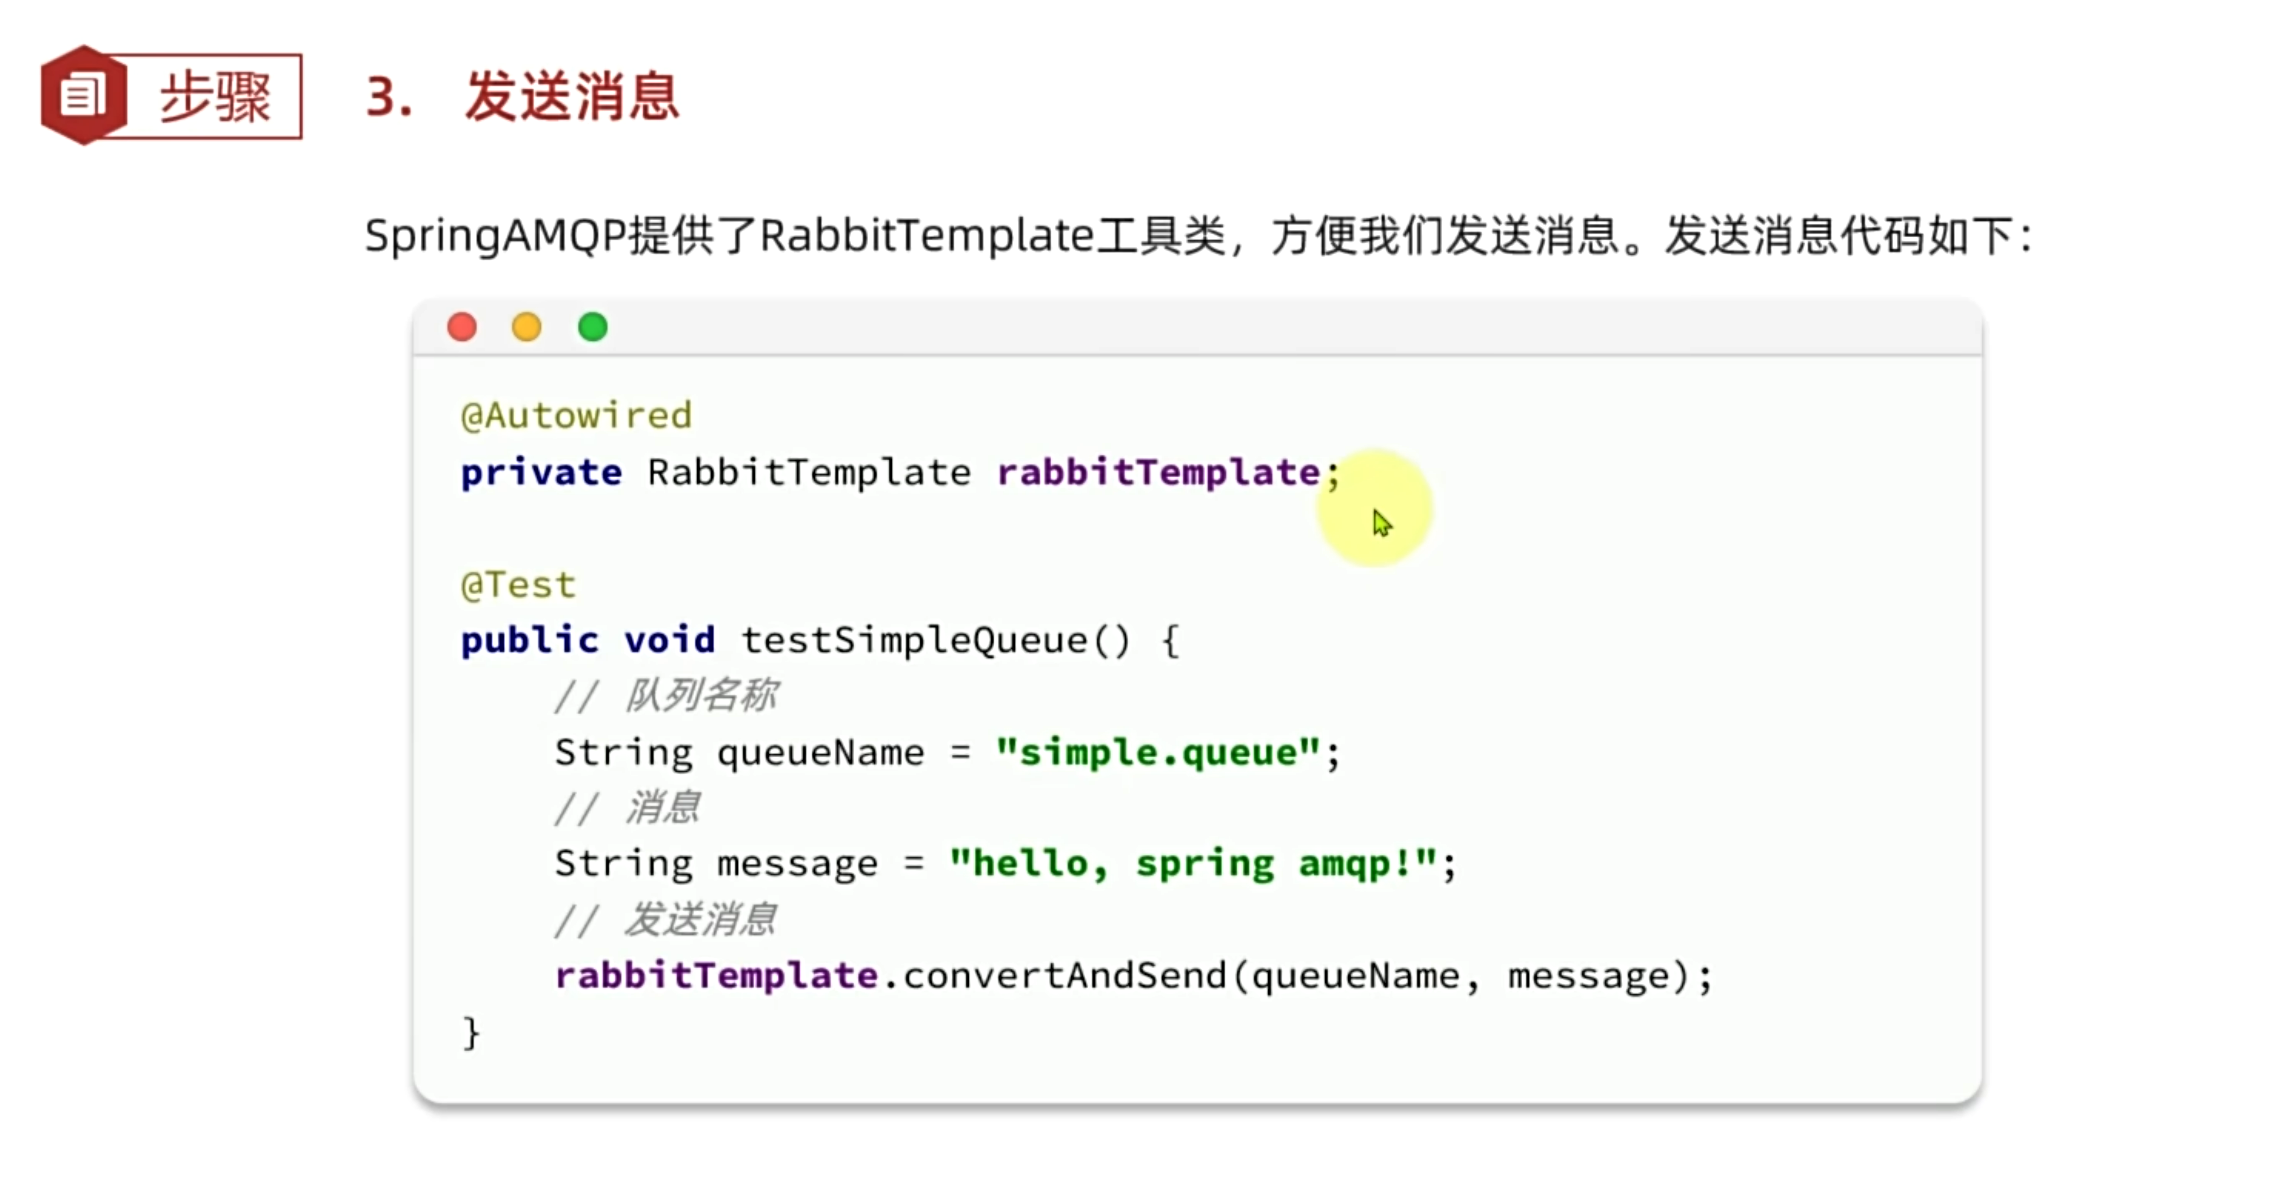 步骤
3. 发送消息
SpringAMQP提供了RabbitTemplate工具类，方便我们发送消息。发送消息代码如下：
@Autowired
private RabbitTemplate rabbitTemplate;
@Test
public void testSimpleQueue() {
    // 队列名称
    String queueName = "simple.queue";
    // 消息
    String message = "hello, spring amqp!";
    // 发送消息
    rabbitTemplate.convertAndSend(queueName, message);
}